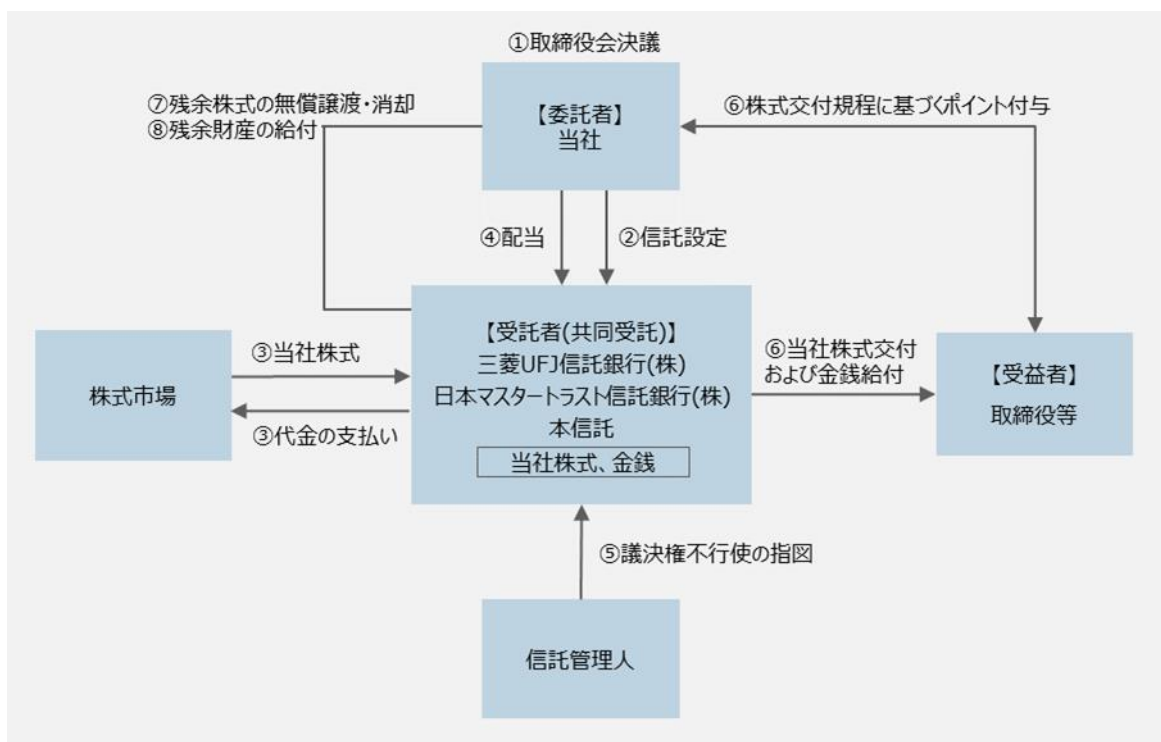 ①取締役会決議
⑦残余株式の無償譲渡・消却
⑧残余財産の給付
【委託者】
当社
⑥株式交付規程に基づくポイント付与
④配当
②信託設定
株式市場
③当社株式
③代金の支払い
【受託者(共同受託)】
三菱UFJ信託銀行(株)
日本マスタートラスト信託銀行(株)
本信託
当社株式、金銭
⑥当社株式交付
および金銭給付
【受益者】
取締役等
⑤議決権不行使の指図
信託管理人